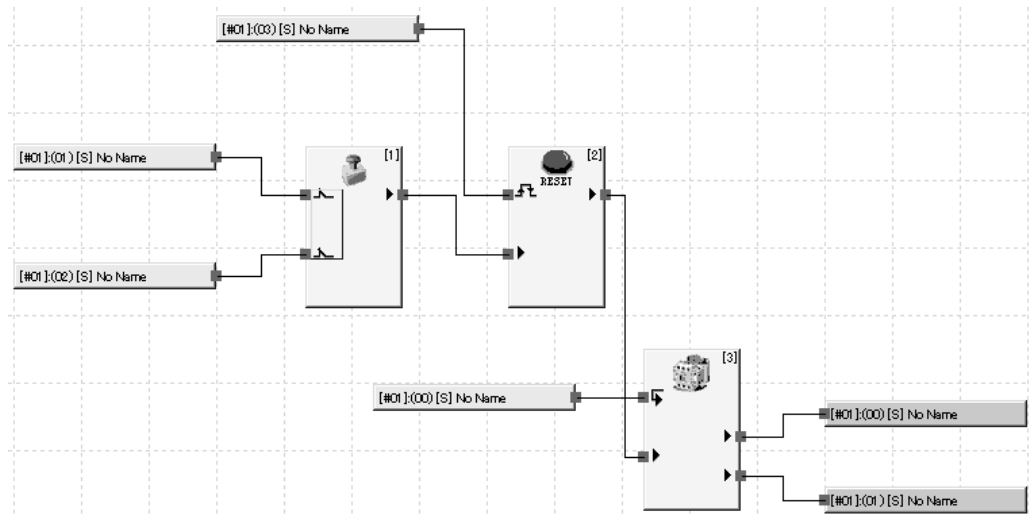 [#01]:(03) [S] No Name
[#01]:(01) [S] No Name
[1]
[2]
RESET
[#01]:(02) [S] No Name
[3]
[#01]:(00) [S] No Name
[#01]:(00) [S] No Name
[#01]:(01) [S] No Name